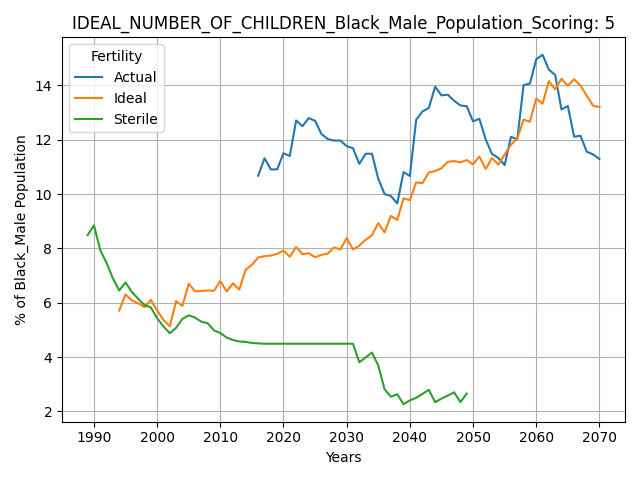 IDEAL_NUMBER_OF_CHILDREN_Black_Male_Population_Scoring: 5
% of Black_Male Population
14
12
10
8
6
4
2
Fertility
Actual
Ideal
Sterile
1990 2000 2010 2020 2030 2040 2050 2060 2070
Years